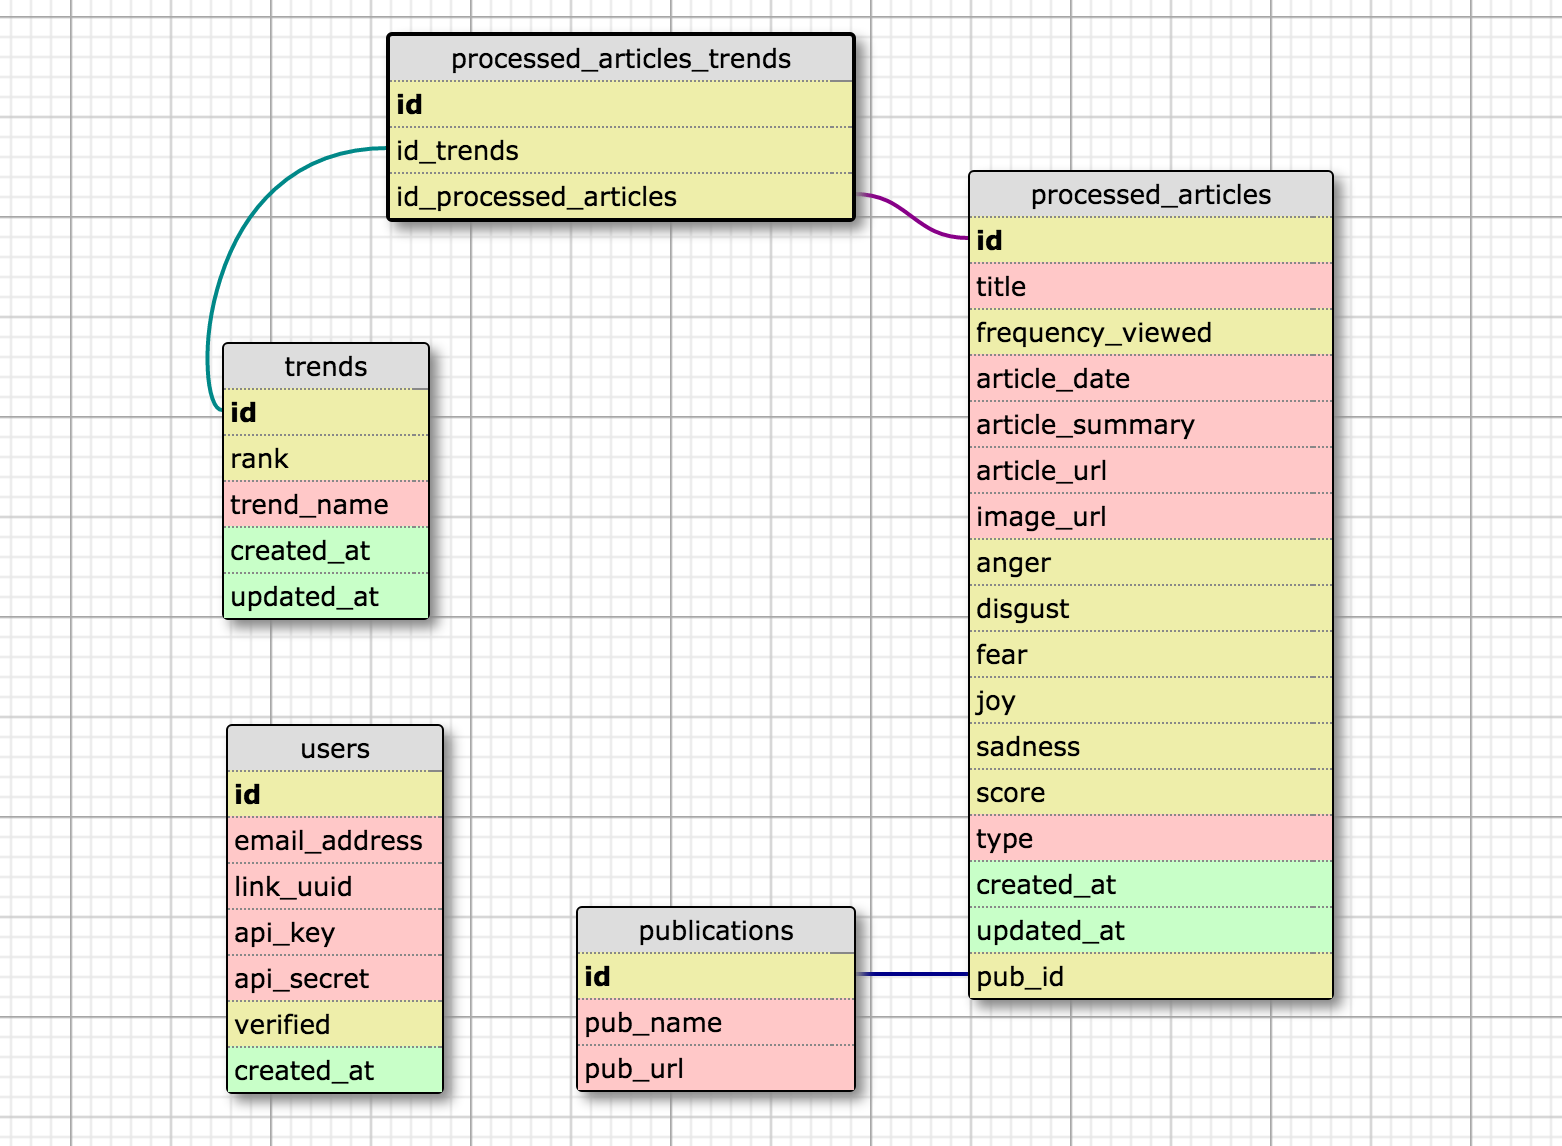 processed_articles_trends
id
id_trends
id_processed_articles
processed_articles
id
title
frequency_viewed
article_date
article_summary
article_url
image_url
anger
disgust
fear
joy
sadness
score
type
created_at
updated_at
pub_id
trends
id
rank
trend_name
created_at
updated_at
users
id
email_address
link_uuid
api_key
api_secret
verified
created_at
publications
id
pub_name
pub_url